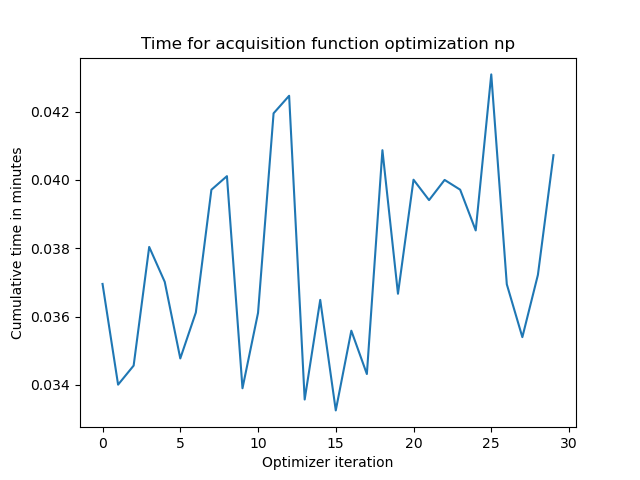 Time for acquisition function optimization np
Cumulative time in minutes
0.042
0.040
0.038
0.036
0.034
0 5 10 15 20 25 30
Optimizer iteration